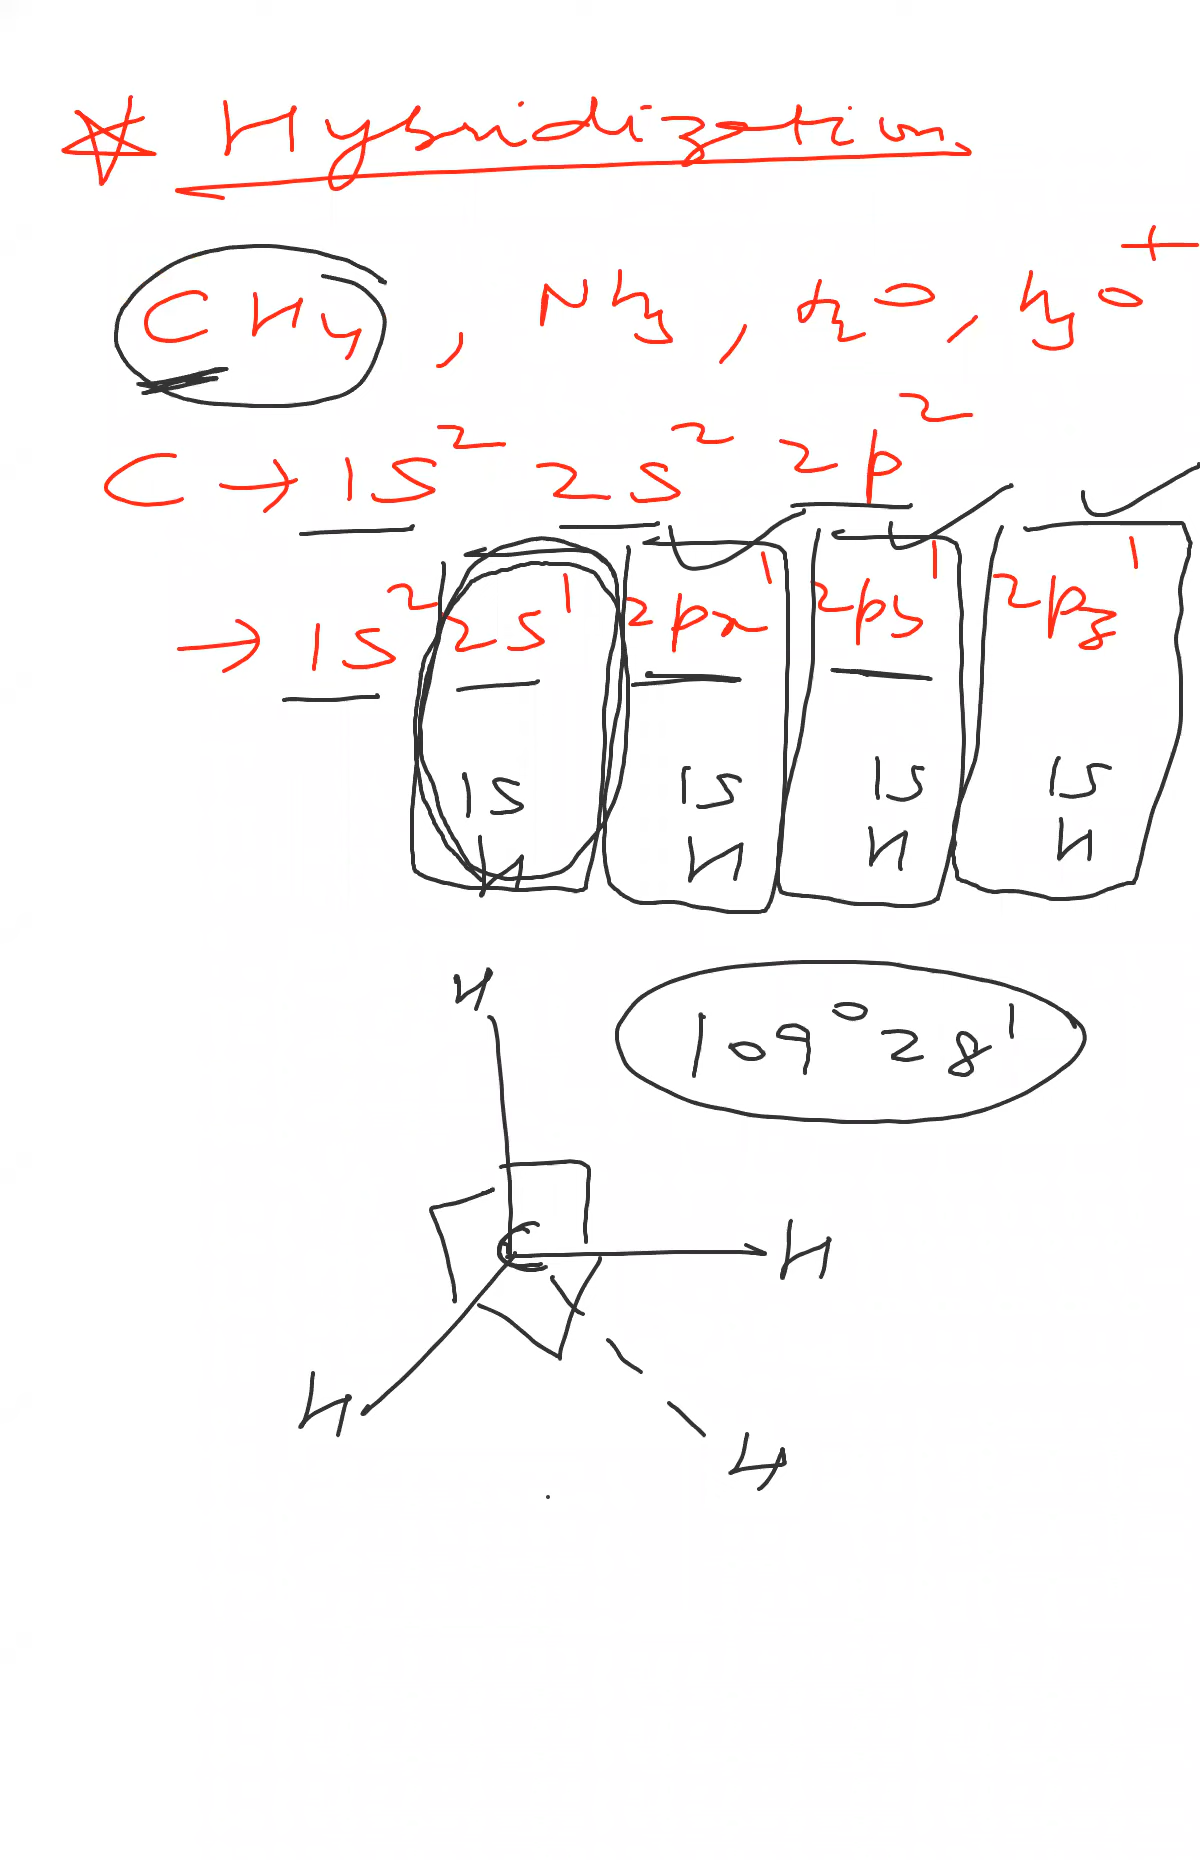 ☆ Hybridization
CH₄, NH₃, H₂O, H₃O⁺
C → 1S² 2S² 2p²
→ 1S² 2S¹ 2px¹ 2py¹ 2pz¹
1S 1S 1S 1S
H H H H
H
109°28'
C H
H
H